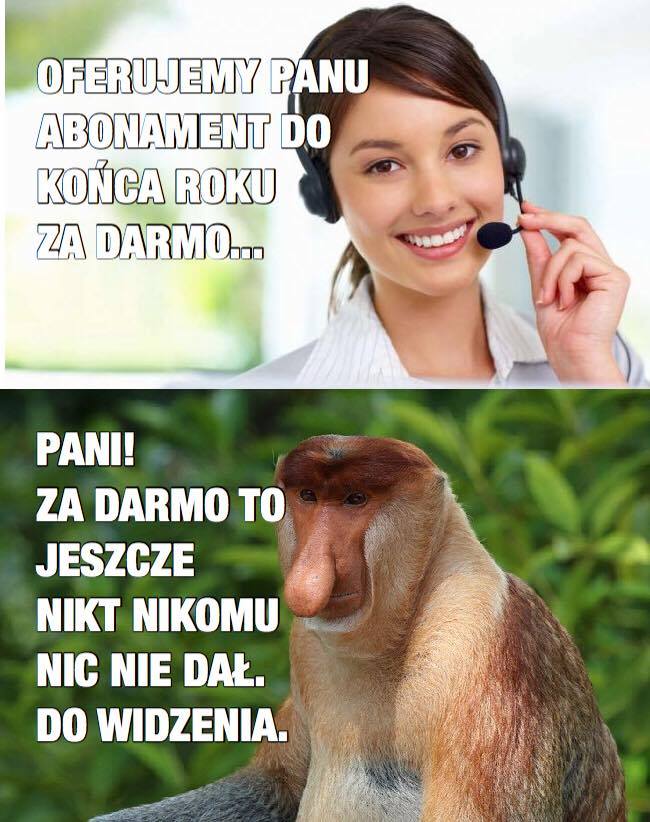 OFERUJEMY PANU
ABONAMENT DO
KOŃCA ROKU
ZA DARMO...
PANI!
ZA DARMO TO
JESZCZE
NIKT NIKOMU
NIC NIE DAŁ.
DO WIDZENIA.